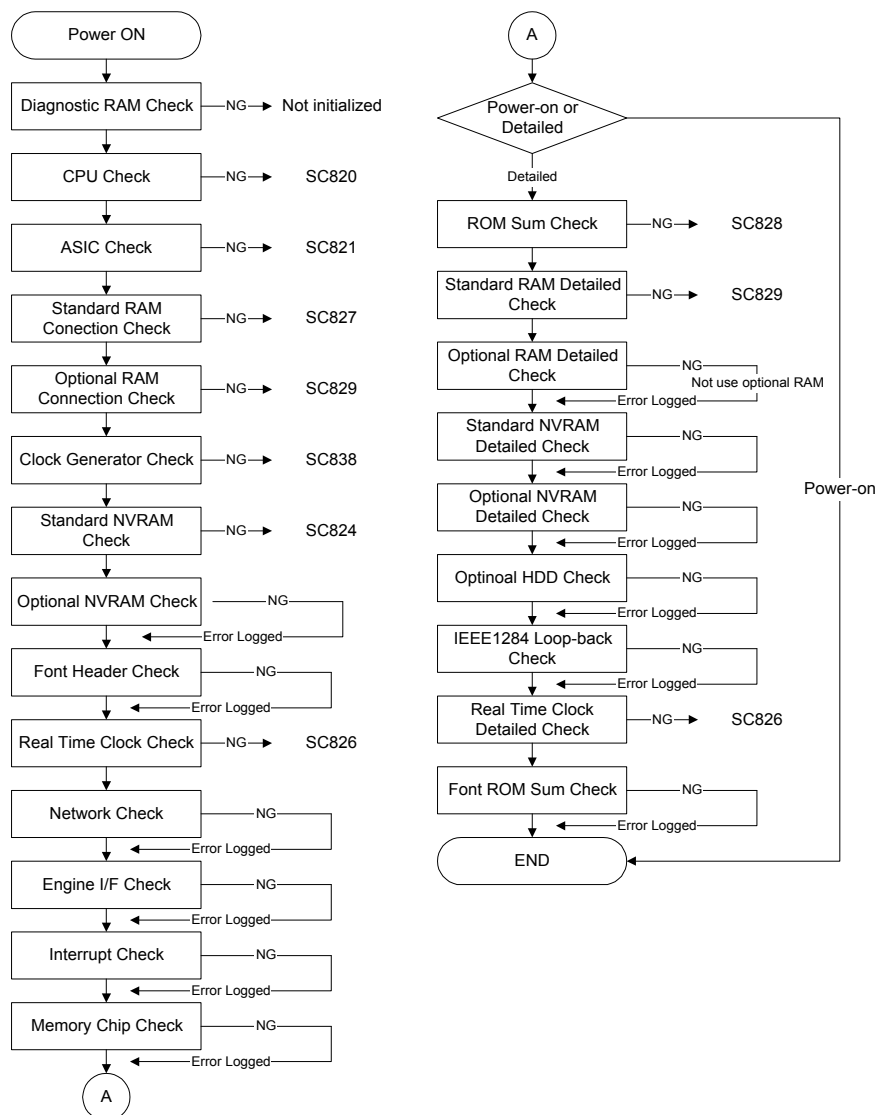 Power ON
Diagnostic RAM Check
NG
Not initialized
CPU Check
NG
SC820
ASIC Check
NG
SC821
Standard RAM
Conection Check
NG
SC827
Optional RAM
Connection Check
NG
SC829
Clock Generator Check
NG
SC838
Standard NVRAM
Check
NG
SC824
Optional NVRAM Check
NG
Error Logged
Font Header Check
NG
Error Logged
Real Time Clock Check
NG
SC826
Network Check
NG
Error Logged
Engine I/F Check
NG
Error Logged
Interrupt Check
NG
Error Logged
Memory Chip Check
NG
Error Logged
A
A
Power-on or
Detailed
Detailed
Power-on
ROM Sum Check
NG
SC828
Standard RAM Detailed
Check
NG
SC829
Optional RAM Detailed
Check
NG
Not use optional RAM
Error Logged
Standard NVRAM
Detailed Check
NG
Error Logged
Optional NVRAM
Detailed Check
NG
Error Logged
Optinoal HDD Check
NG
Error Logged
IEEE1284 Loop-back
Check
NG
Error Logged
Real Time Clock
Detailed Check
NG
SC826
Font ROM Sum Check
NG
Error Logged
END